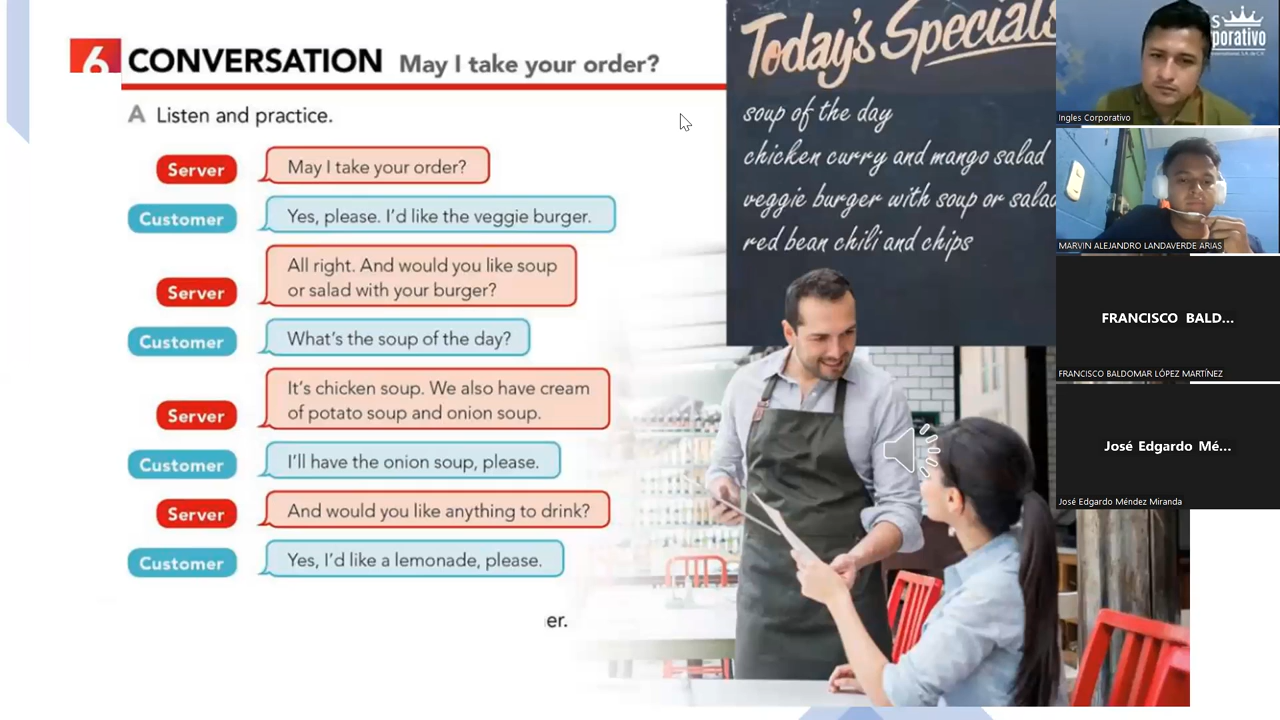 6 CONVERSATION May I take your order?
A Listen and practice.
Server May I take your order?
Customer Yes, please. I'd like the veggie burger.
Server All right. And would you like soup
or salad with your burger?
Customer What's the soup of the day?
Server It's chicken soup. We also have cream
of potato soup and onion soup.
Customer I'll have the onion soup, please.
Server And would you like anything to drink?
Customer Yes, I'd like a lemonade, please.
er.
Today's Specials
soup of the day
chicken curry and mango salad
veggie burger with soup or salad
red bean chili and chips
Ingles Corporativo
MARVIN ALEJANDRO LANDAVERDE ARIAS
FRANCISCO BALD...
FRANCISCO BALDOMAR LÓPEZ MARTÍNEZ
José Edgardo Mé...
José Edgardo Méndez Miranda